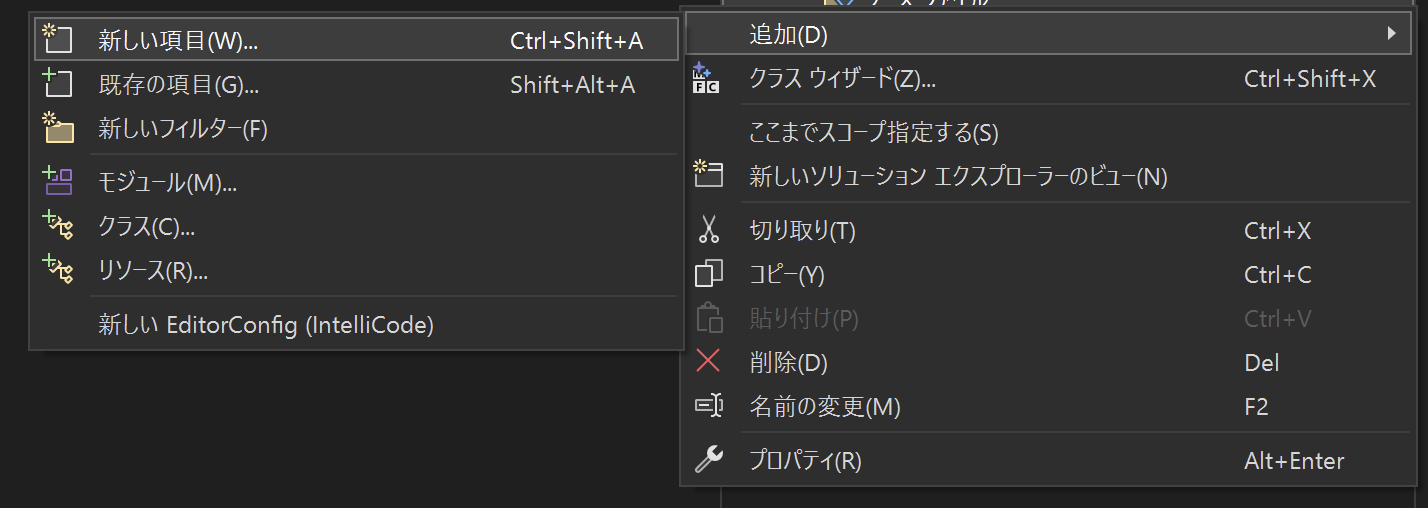 新しい項目(W)... Ctrl+Shift+A
既存の項目(G)... Shift+Alt+A
新しいフィルター(F)
モジュール(M)...
クラス(C)...
リソース(R)...
新しい EditorConfig (IntelliCode)
追加(D)
クラス ウィザード(Z)... Ctrl+Shift+X
ここまでスコープ指定する(S)
新しいソリューション エクスプローラーのビュー(N)
切り取り(T) Ctrl+X
コピー(Y) Ctrl+C
貼り付け(P) Ctrl+V
削除(D) Del
名前の変更(M) F2
プロパティ(R) Alt+Enter